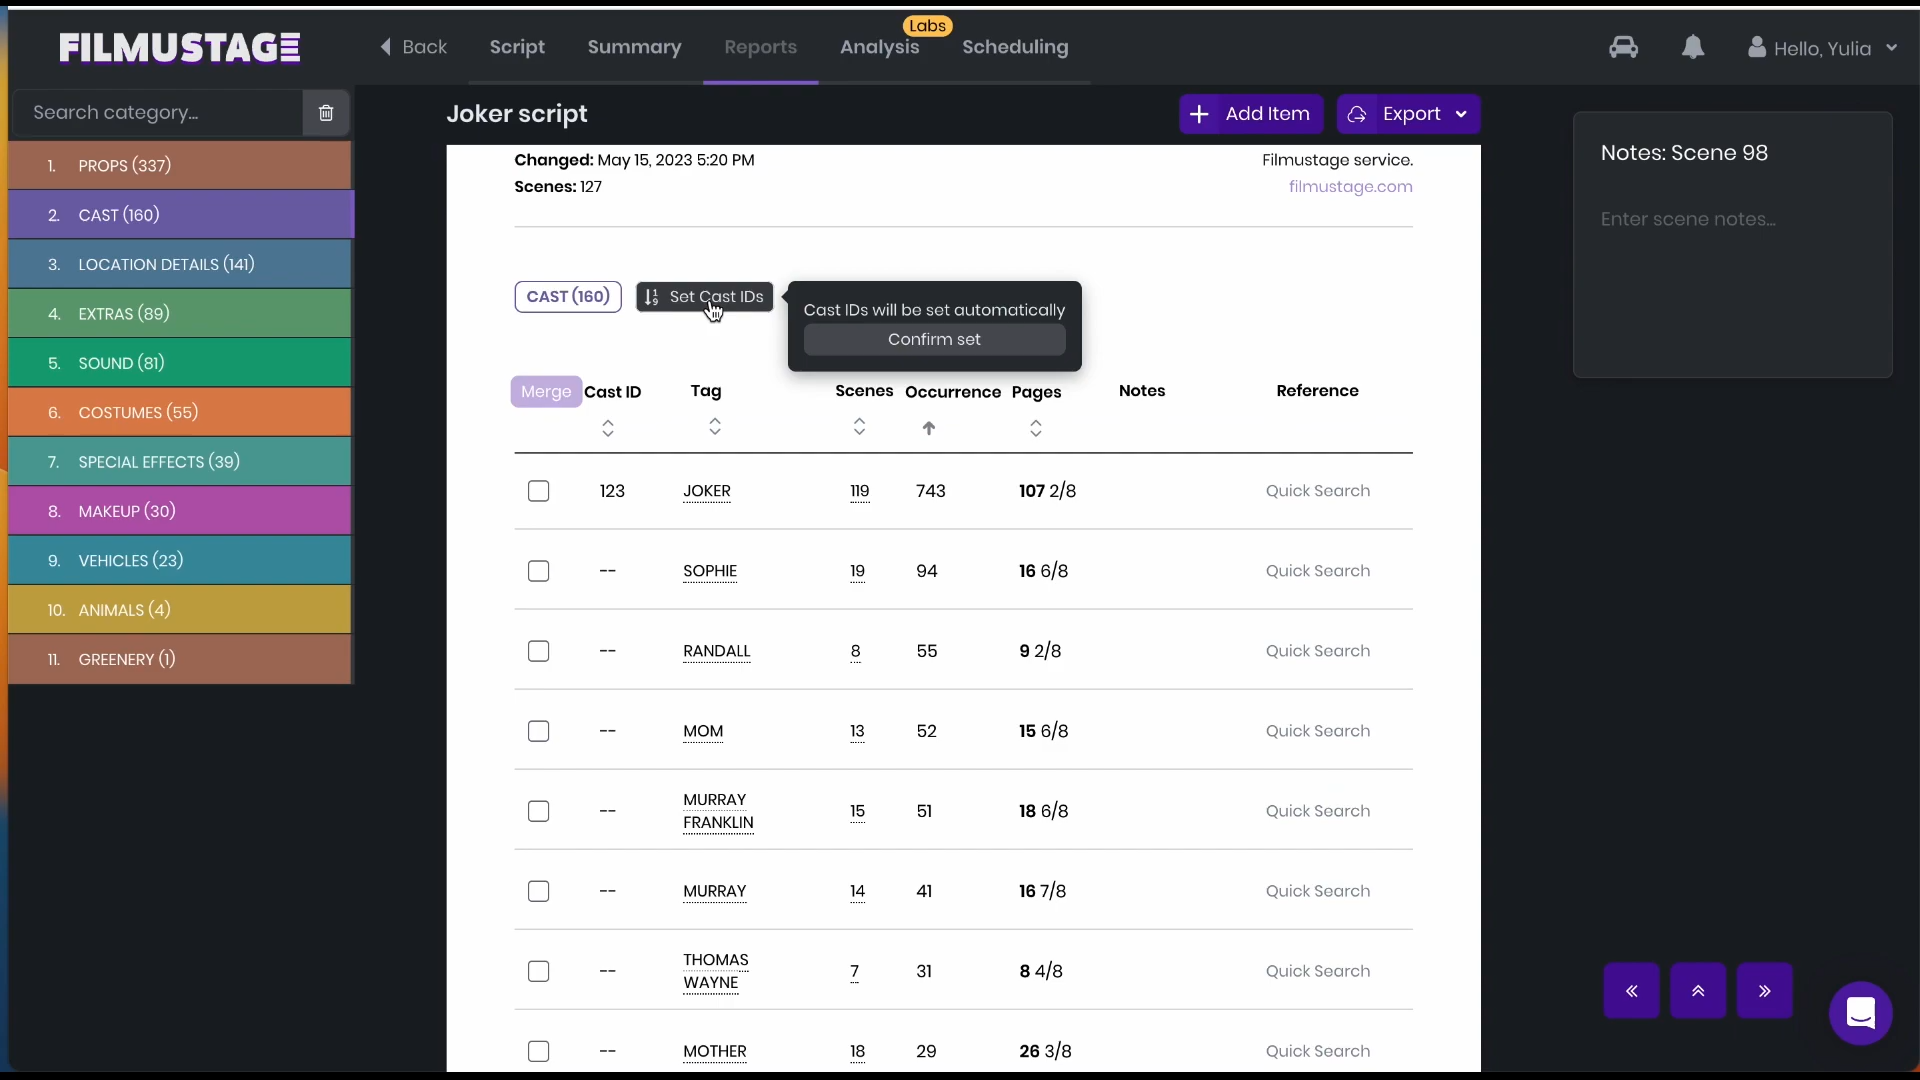 FILMUSTAGE
Back
Script
Summary
Reports
Analysis
Labs
Scheduling
Hello, Yulia
Search category...
1. PROPS (337)
2. CAST (160)
3. LOCATION DETAILS (141)
4. EXTRAS (89)
5. SOUND (81)
6. COSTUMES (55)
7. SPECIAL EFFECTS (39)
8. MAKEUP (30)
9. VEHICLES (23)
10. ANIMALS (4)
11. GREENERY (1)
Joker script
Add Item
Export
Changed: May 15, 2023 5:20 PM
Filmustage service.
Scenes: 127
filmustage.com
CAST (160)
Set Cast IDs
Cast IDs will be set automatically
Confirm set
Merge Cast ID Tag Scenes Occurrence Pages Notes Reference
123 JOKER 119 743 107 2/8 Quick Search
-- SOPHIE 19 94 16 6/8 Quick Search
-- RANDALL 8 55 9 2/8 Quick Search
-- MOM 13 52 15 6/8 Quick Search
MURRAY
-- FRANKLIN 15 51 18 6/8 Quick Search
-- MURRAY 14 41 16 7/8 Quick Search
THOMAS
-- WAYNE 7 31 8 4/8 Quick Search
-- MOTHER 18 29 26 3/8 Quick Search
Notes: Scene 98
Enter scene notes...